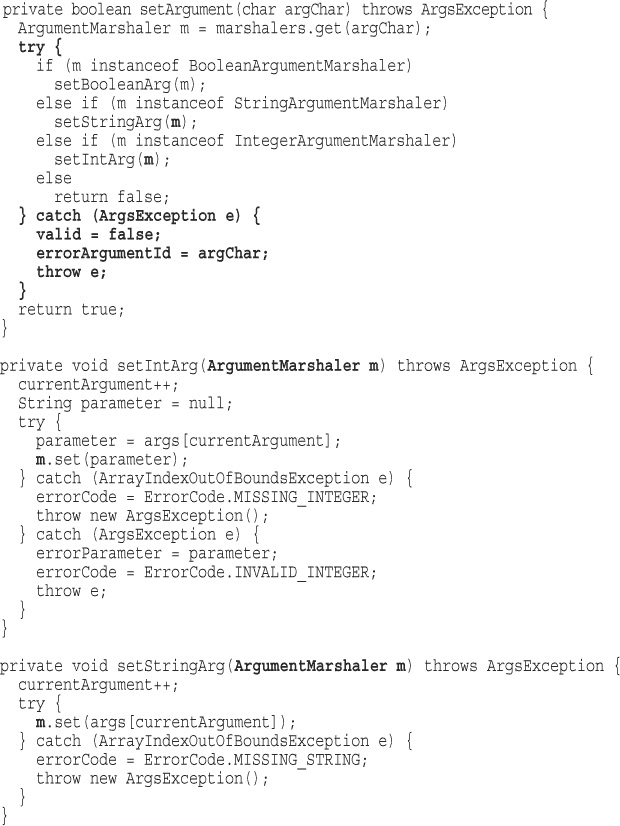 private boolean setArgument(char argChar) throws ArgsException {
  ArgumentMarshaler m = marshalers.get(argChar);
  try {
    if (m instanceof BooleanArgumentMarshaler)
      setBooleanArg(m);
    else if (m instanceof StringArgumentMarshaler)
      setStringArg(m);
    else if (m instanceof IntegerArgumentMarshaler)
      setIntArg(m);
    else
      return false;
  } catch (ArgsException e) {
    valid = false;
    errorArgumentId = argChar;
    throw e;
  }
  return true;
}

private void setIntArg(ArgumentMarshaler m) throws ArgsException {
  currentArgument++;
  String parameter = null;
  try {
    parameter = args[currentArgument];
    m.set(parameter);
  } catch (ArrayIndexOutOfBoundsException e) {
    errorCode = ErrorCode.MISSING_INTEGER;
    throw new ArgsException();
  } catch (ArgsException e) {
    errorParameter = parameter;
    errorCode = ErrorCode.INVALID_INTEGER;
    throw e;
  }
}

private void setStringArg(ArgumentMarshaler m) throws ArgsException {
  currentArgument++;
  try {
    m.set(args[currentArgument]);
  } catch (ArrayIndexOutOfBoundsException e) {
    errorCode = ErrorCode.MISSING_STRING;
    throw new ArgsException();
  }
}